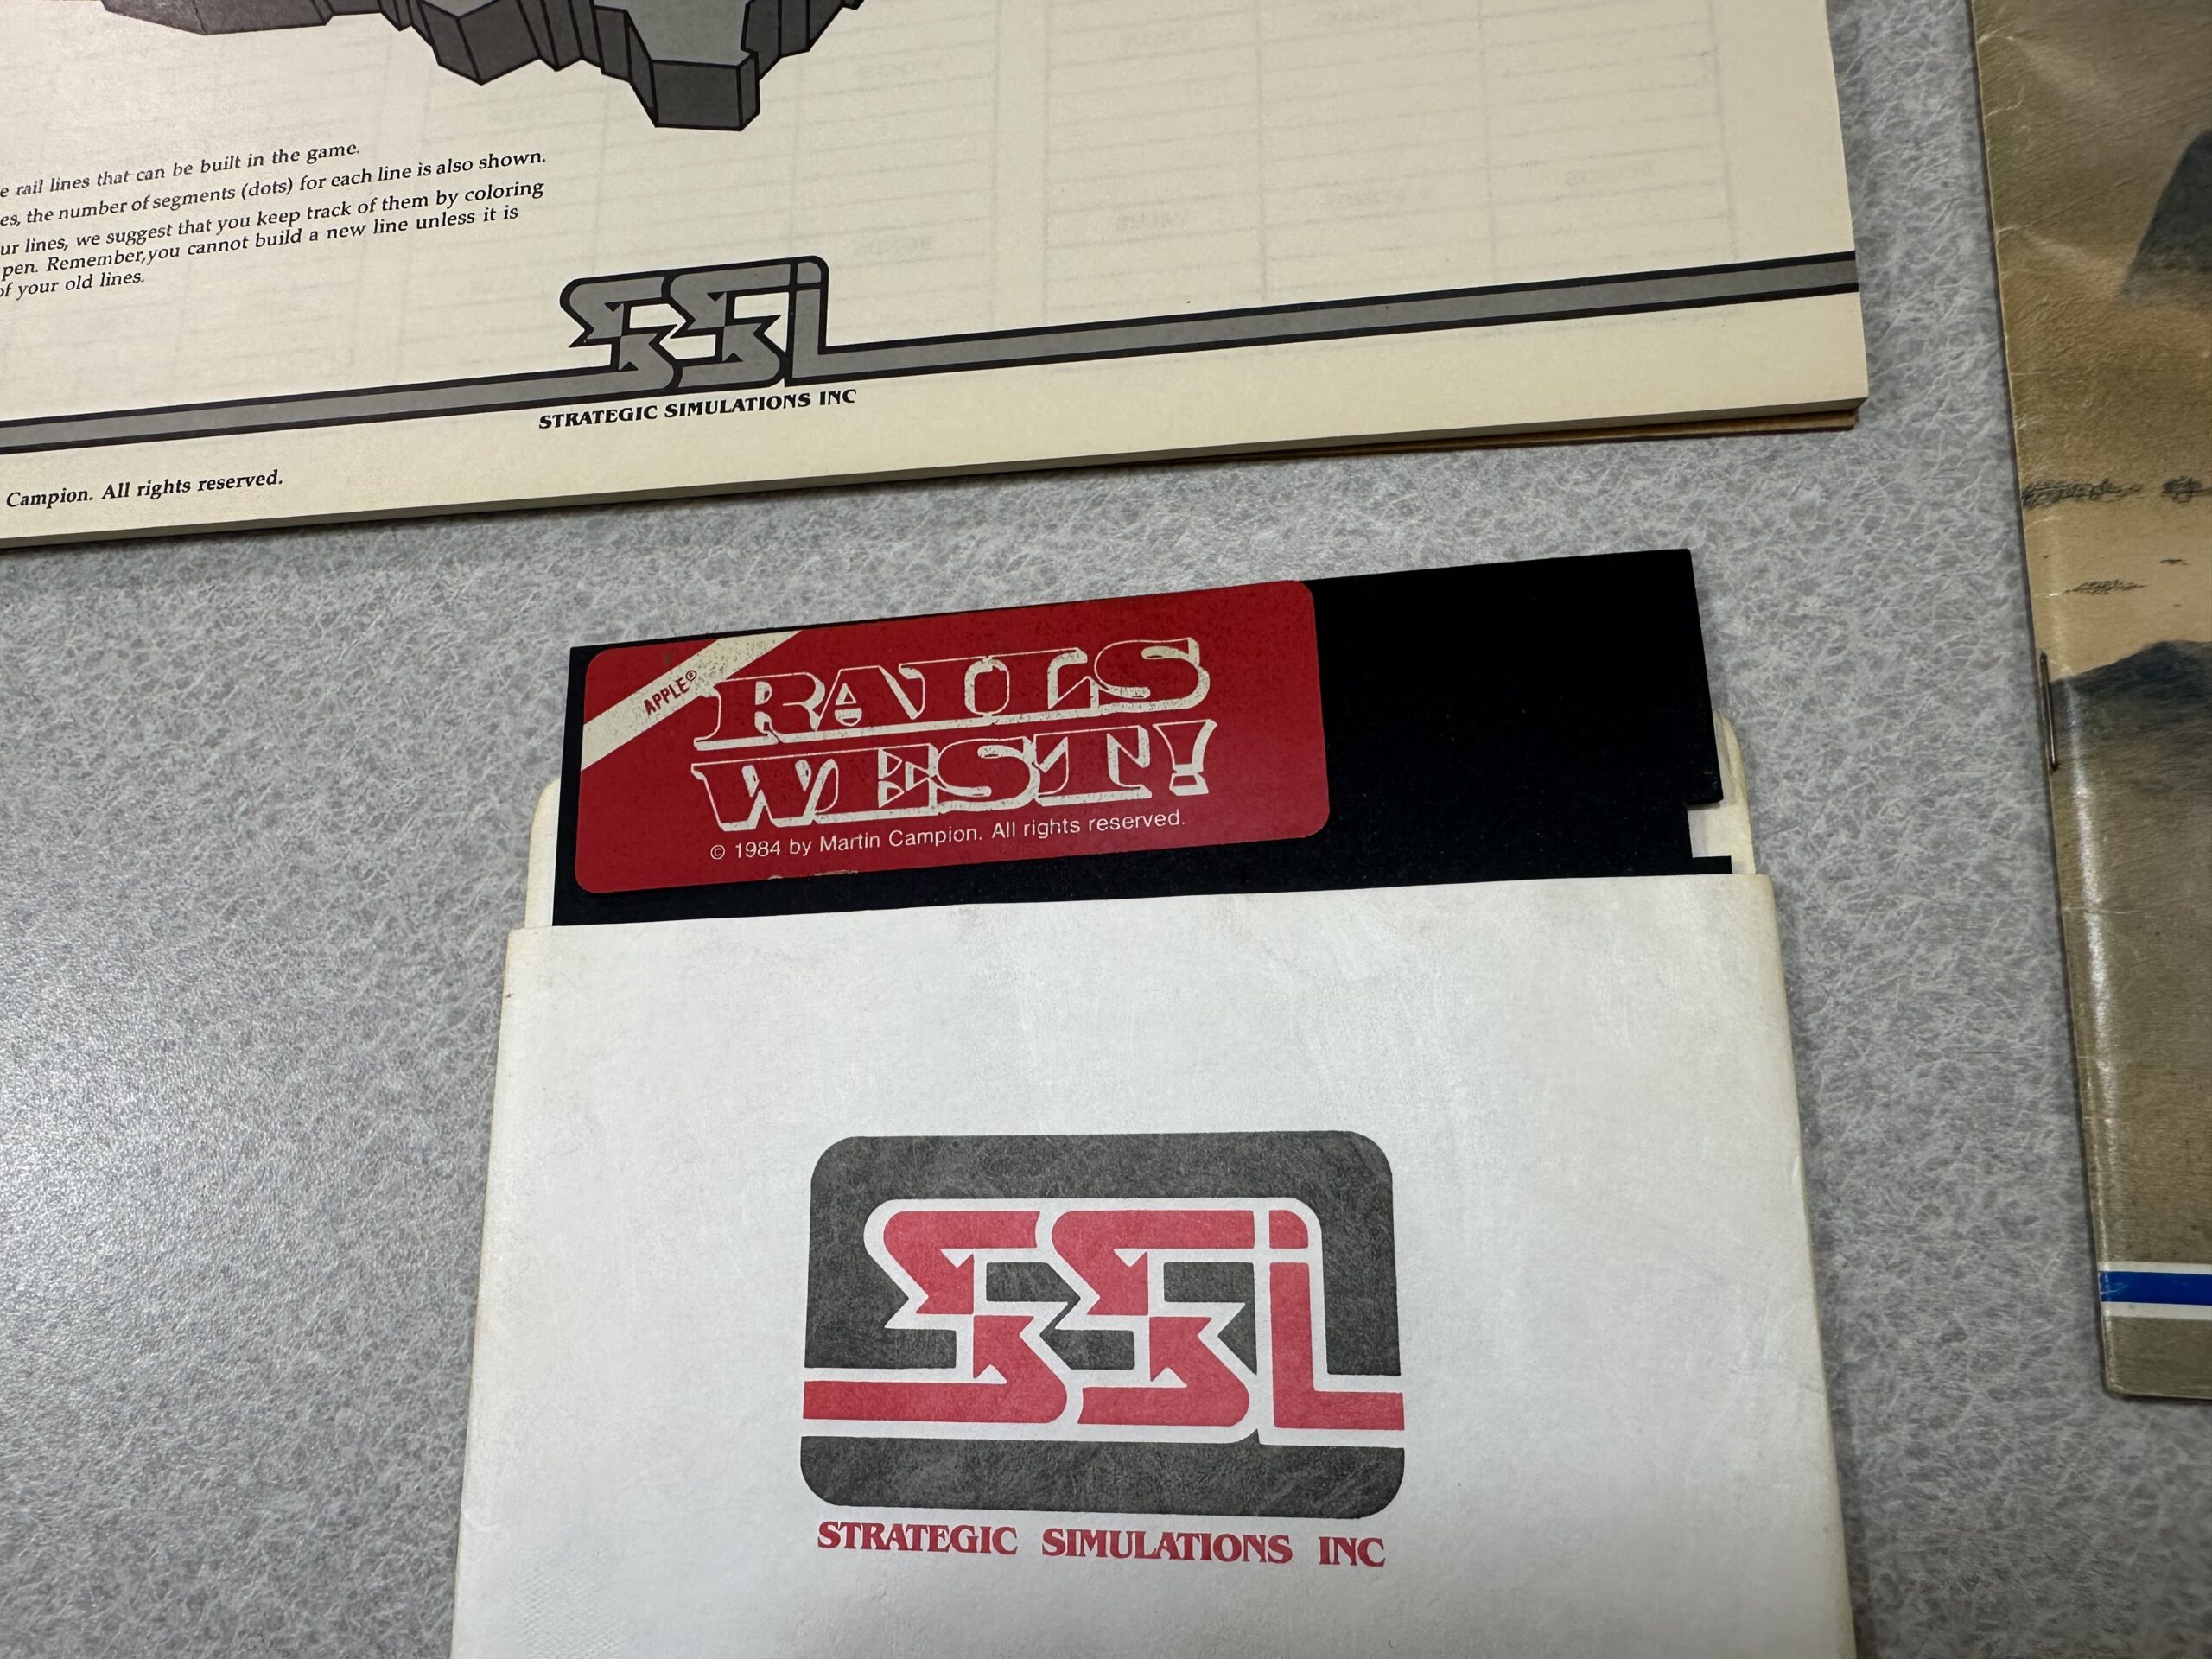 e rail lines that can be built in the game.
es, the number of segments (dots) for each line is also shown.
ur lines, we suggest that you keep track of them by coloring
pen. Remember,you cannot build a new line unless it is
of your old lines.
SSI
STRATEGIC SIMULATIONS INC
Campion. All rights reserved.
APPLE®
RAILS
WEST!
© 1984 by Martin Campion. All rights reserved.
SSI
STRATEGIC SIMULATIONS INC